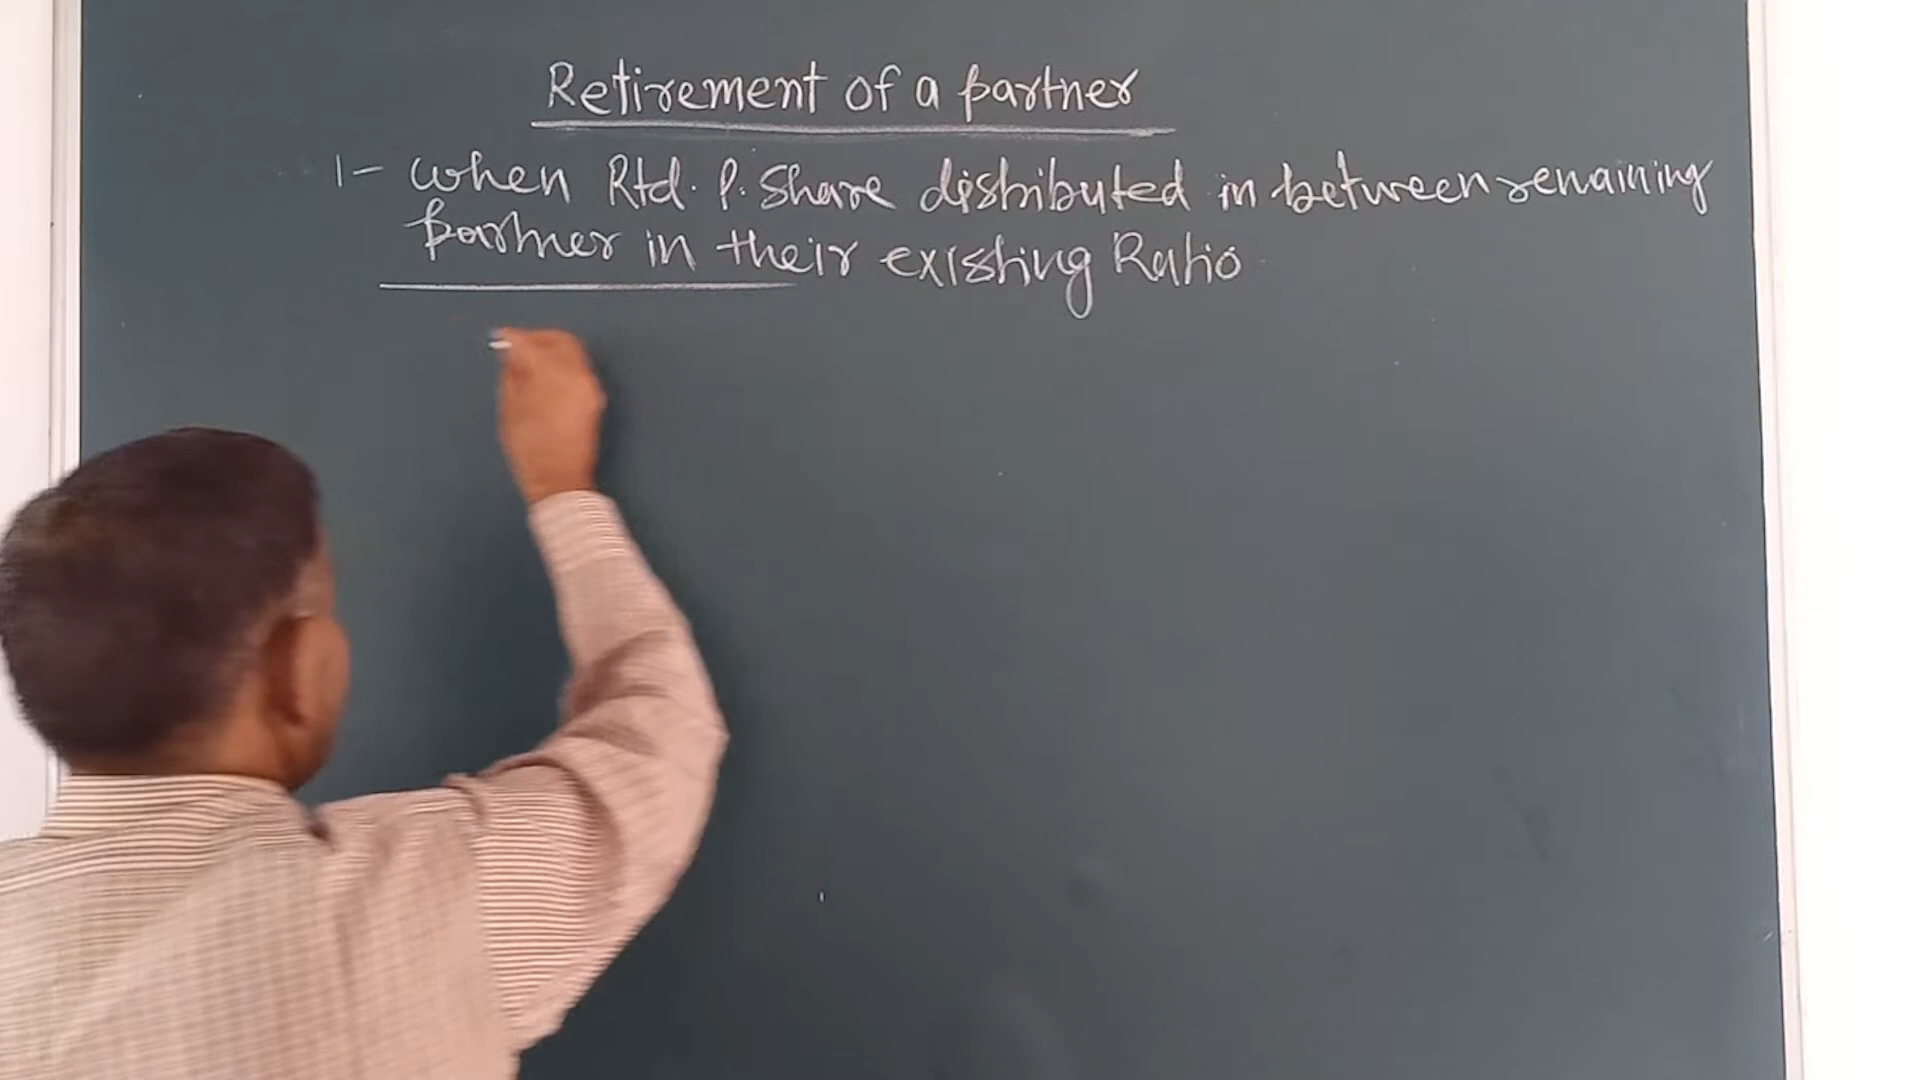 Retirement of a partner
1- when Rtd. P. Share distributed in between remaining
partner in their existing Ratio